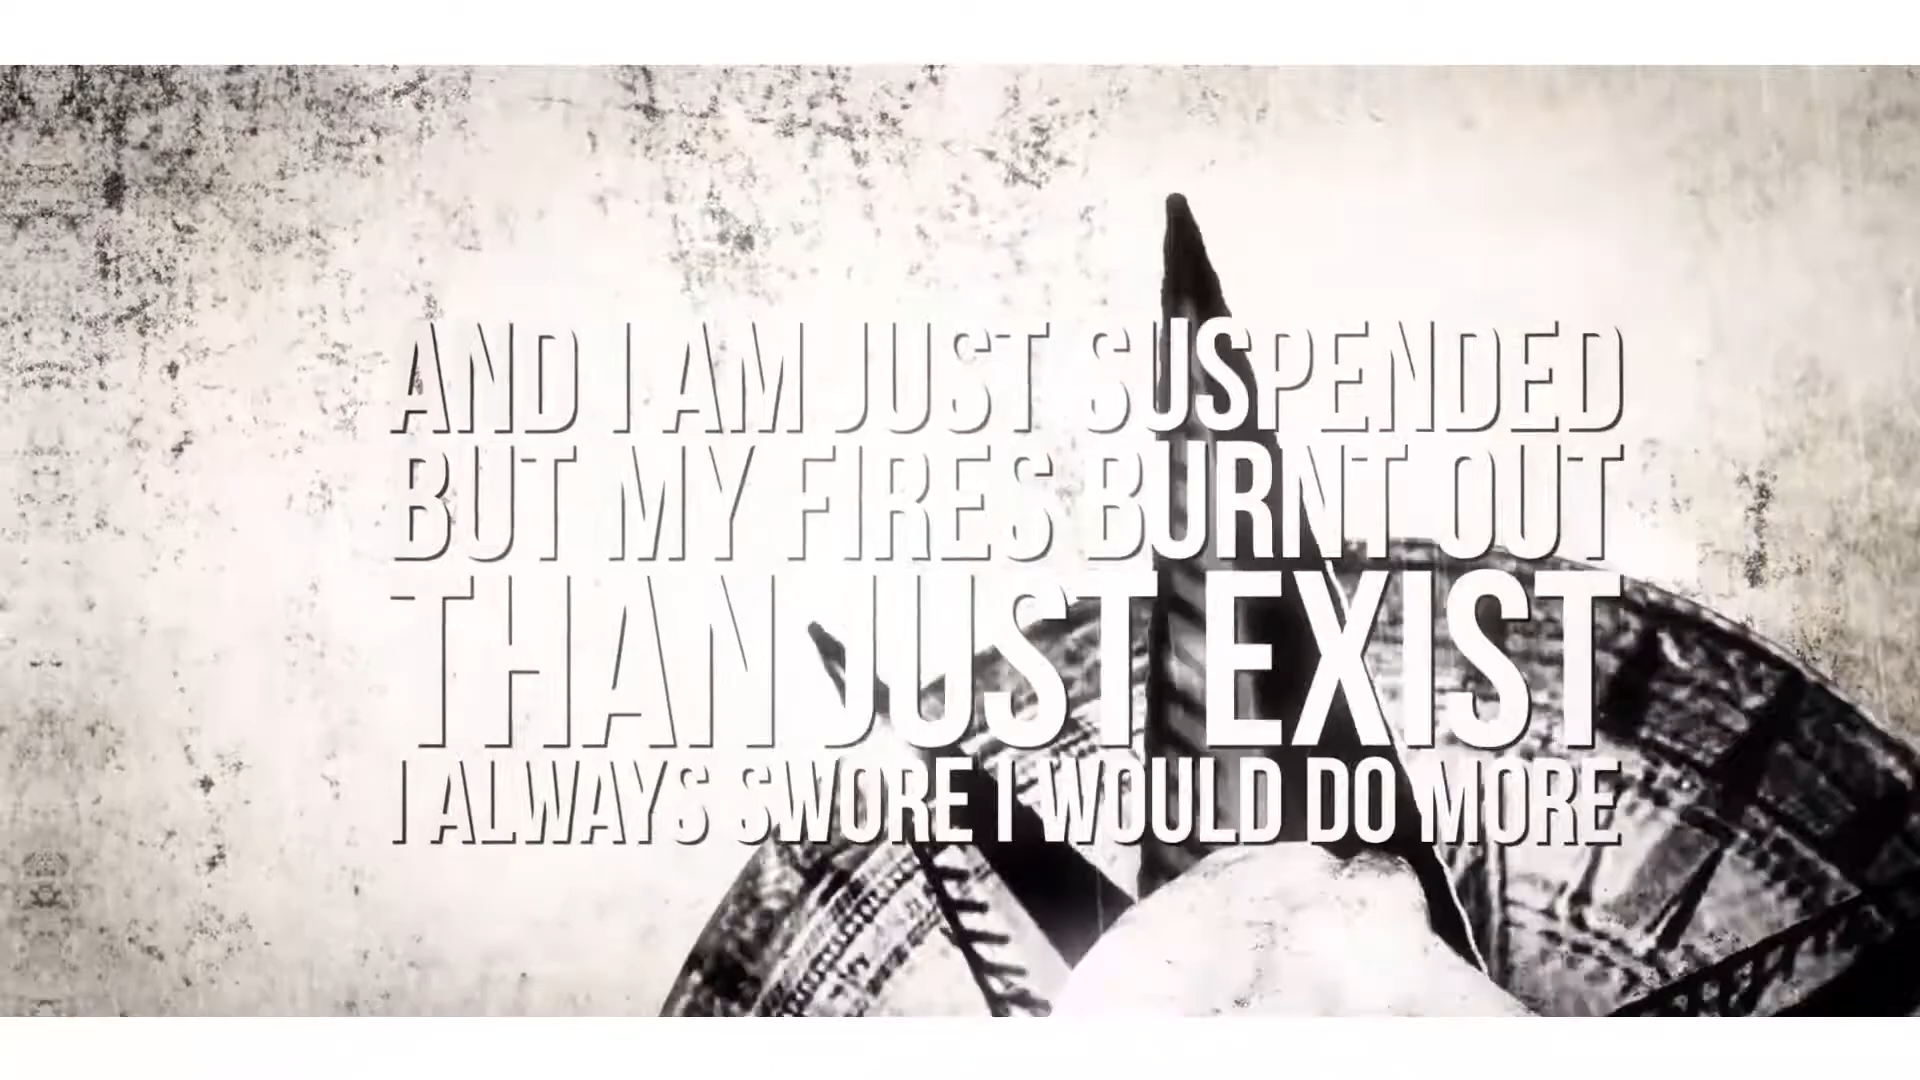 AND I AM JUST SUSPENDED
BUT MY FIRES BURNT OUT
THAN JUST EXIST
I ALWAYS SWORE I WOULD DO MORE